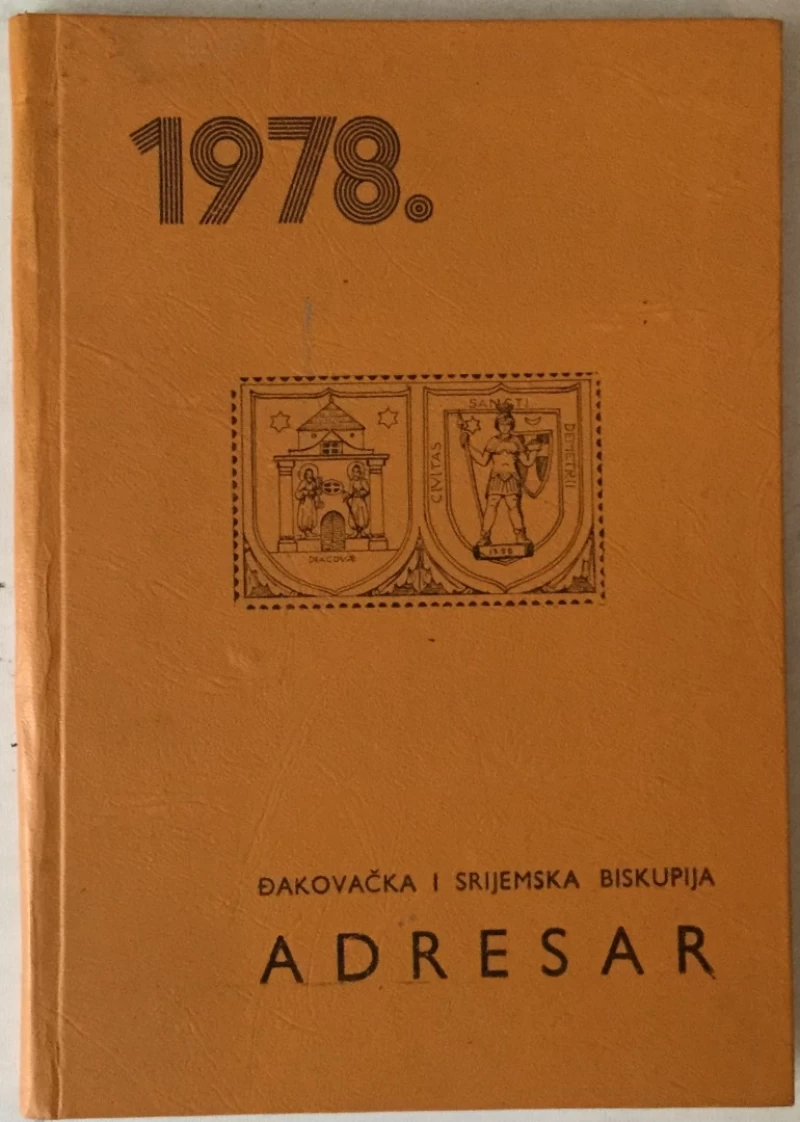 1978.
SANCTI
CIVITAS
DEMETRII
ĐAKOVAČKA I SRIJEMSKA BISKUPIJA
ADRESAR